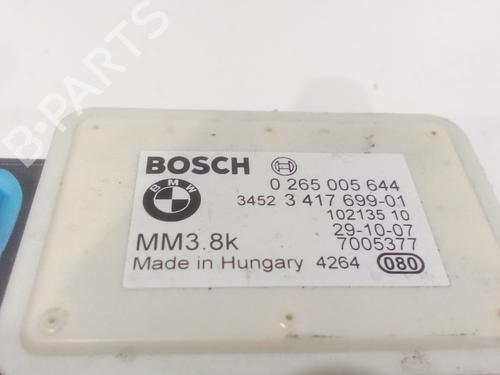 B-PARTS
BOSCH
BMW
0 265 005 644
3452 3 417 699-01
102135 10
29-10-07
MM3.8k 7005377
Made in Hungary 4264 080